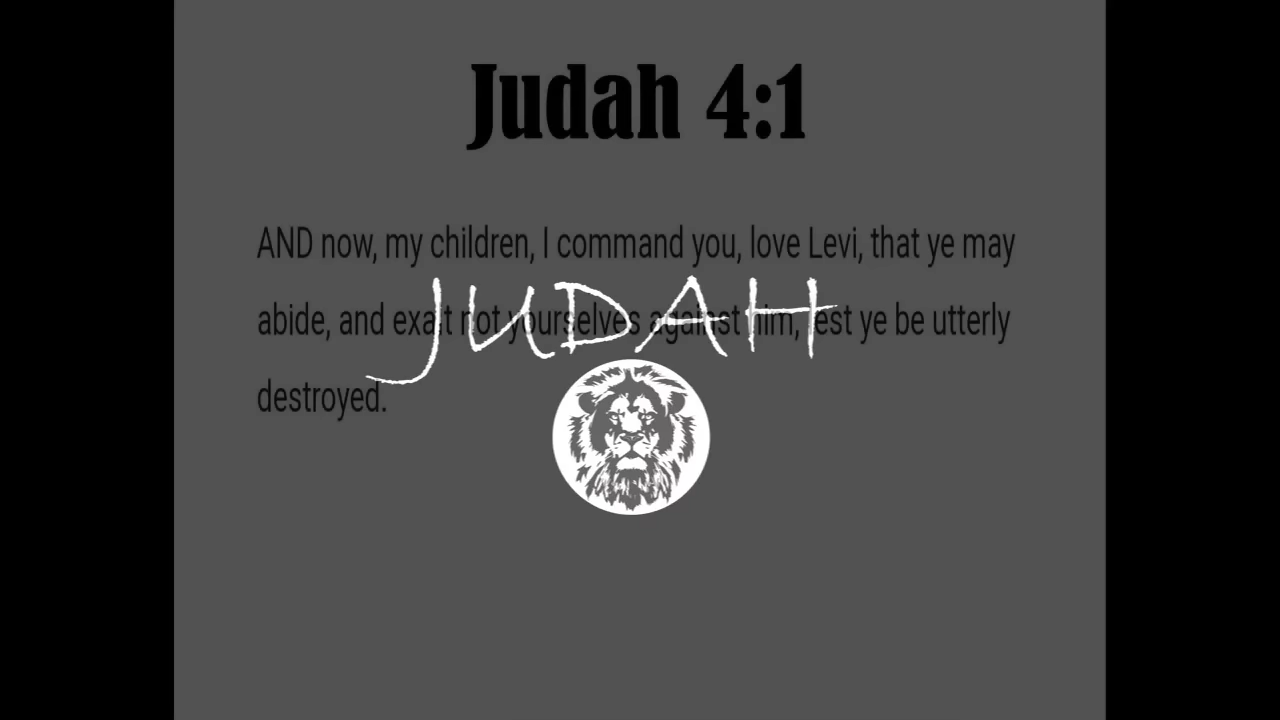 Judah 4:1
AND now, my children, I command you, love Levi, that ye may
JUDAH
abide, and exalt not yourselves against him, lest ye be utterly
destroyed.